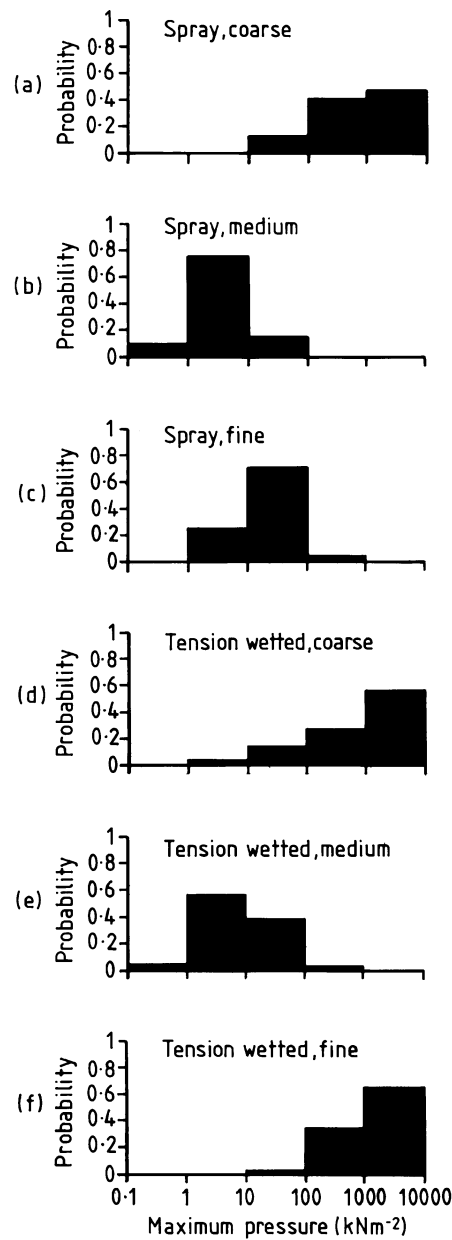 Spray, coarse
(a)
Probability
1
0·8
0·6
0·4
0·2
0
Spray, medium
(b)
Probability
1
0·8
0·6
0·4
0·2
0
Spray, fine
(c)
Probability
1
0·8
0·6
0·4
0·2
0
Tension wetted, coarse
(d)
Probability
1
0·8
0·6
0·4
0·2
0
Tension wetted, medium
(e)
Probability
1
0·8
0·6
0·4
0·2
0
Tension wetted, fine
(f)
Probability
1
0·8
0·6
0·4
0·2
0
0·1 1 10 100 1000 10000
Maximum pressure (kNm⁻²)